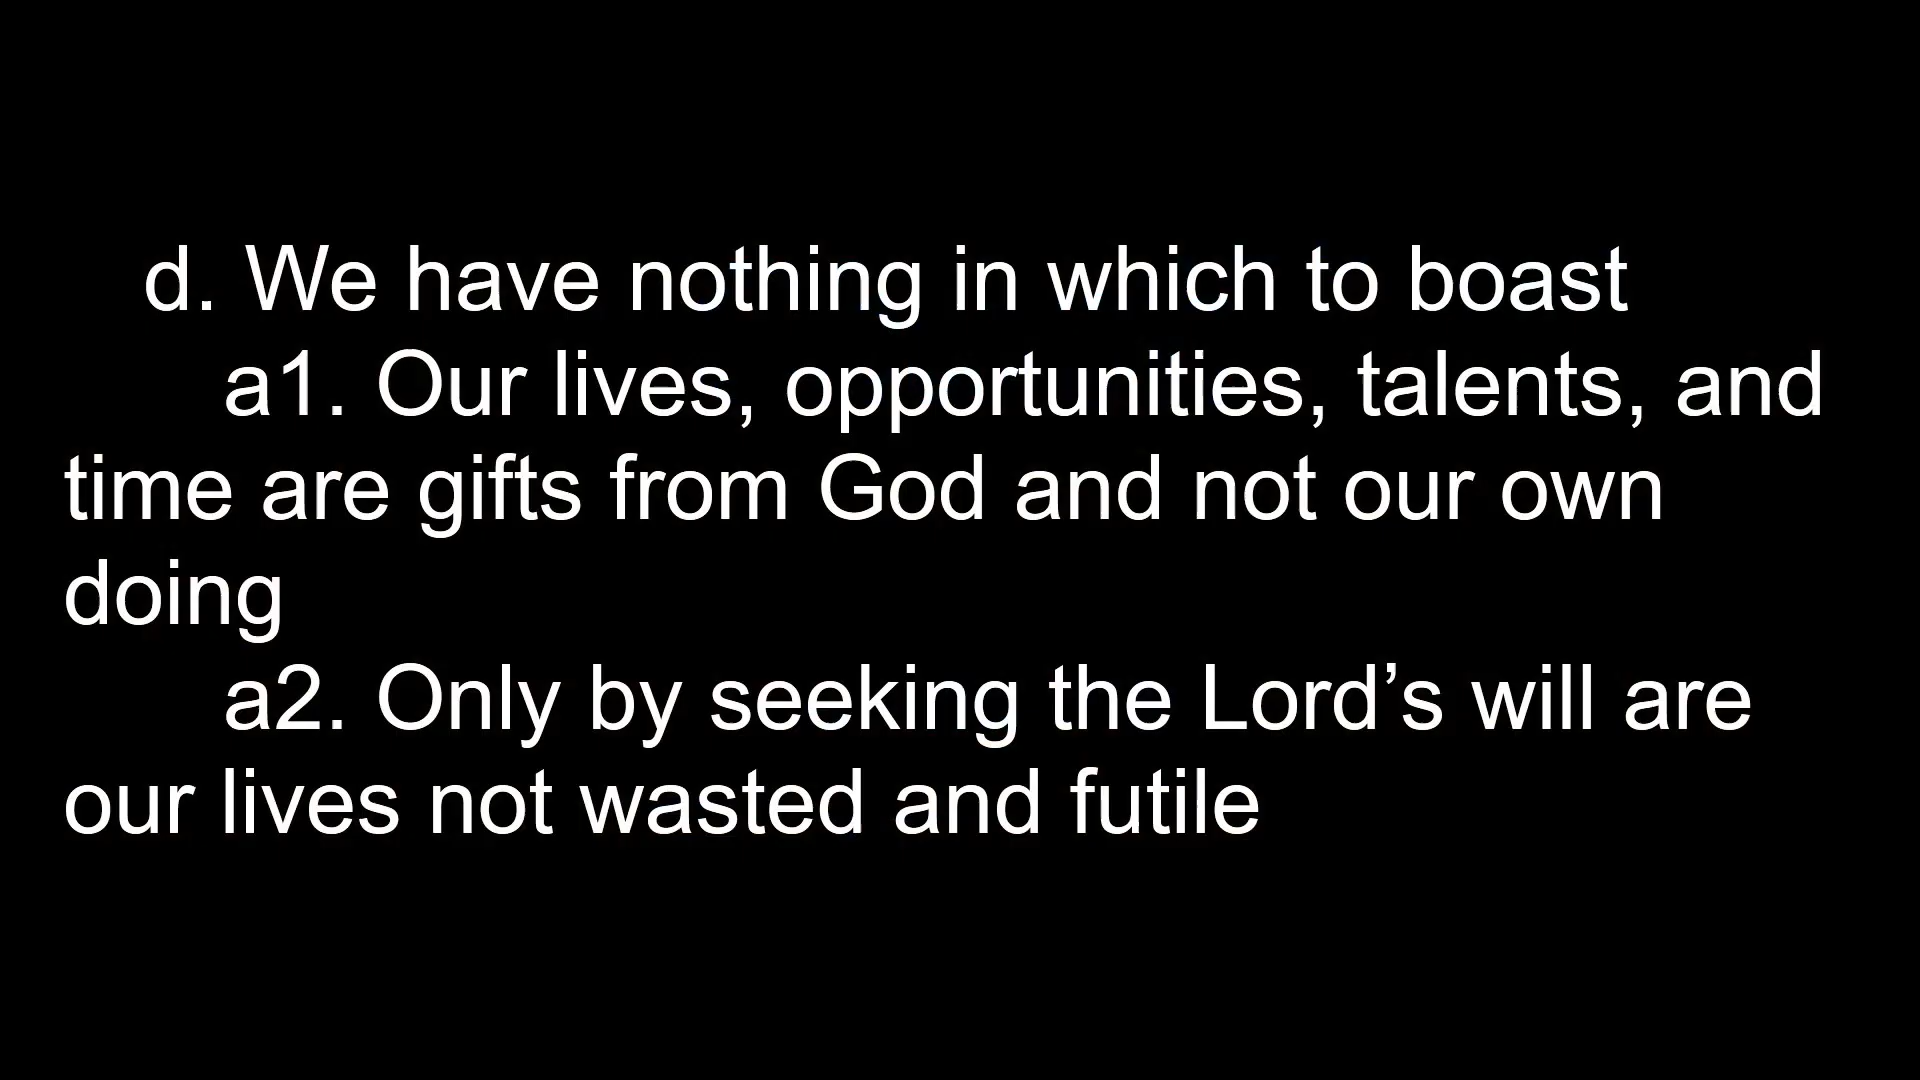 d. We have nothing in which to boast
a1. Our lives, opportunities, talents, and
time are gifts from God and not our own
doing
a2. Only by seeking the Lord’s will are
our lives not wasted and futile